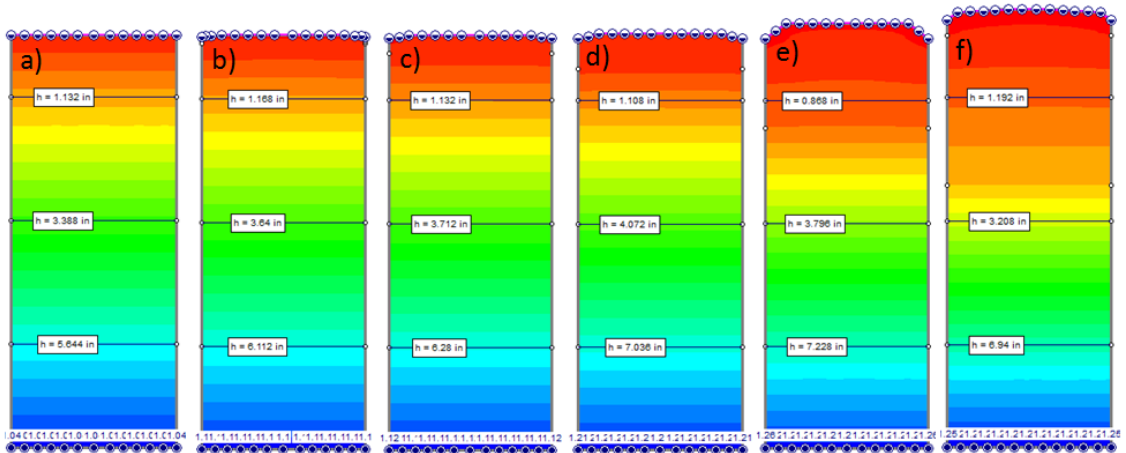 a) b) c) d) e) f)
h = 1.132 in h = 1.168 in h = 1.132 in h = 1.108 in h = 0.868 in h = 1.192 in
h = 3.388 in h = 3.64 in h = 3.712 in h = 4.072 in h = 3.796 in h = 3.208 in
h = 5.644 in h = 6.112 in h = 6.28 in h = 7.036 in h = 7.228 in h = 6.94 in